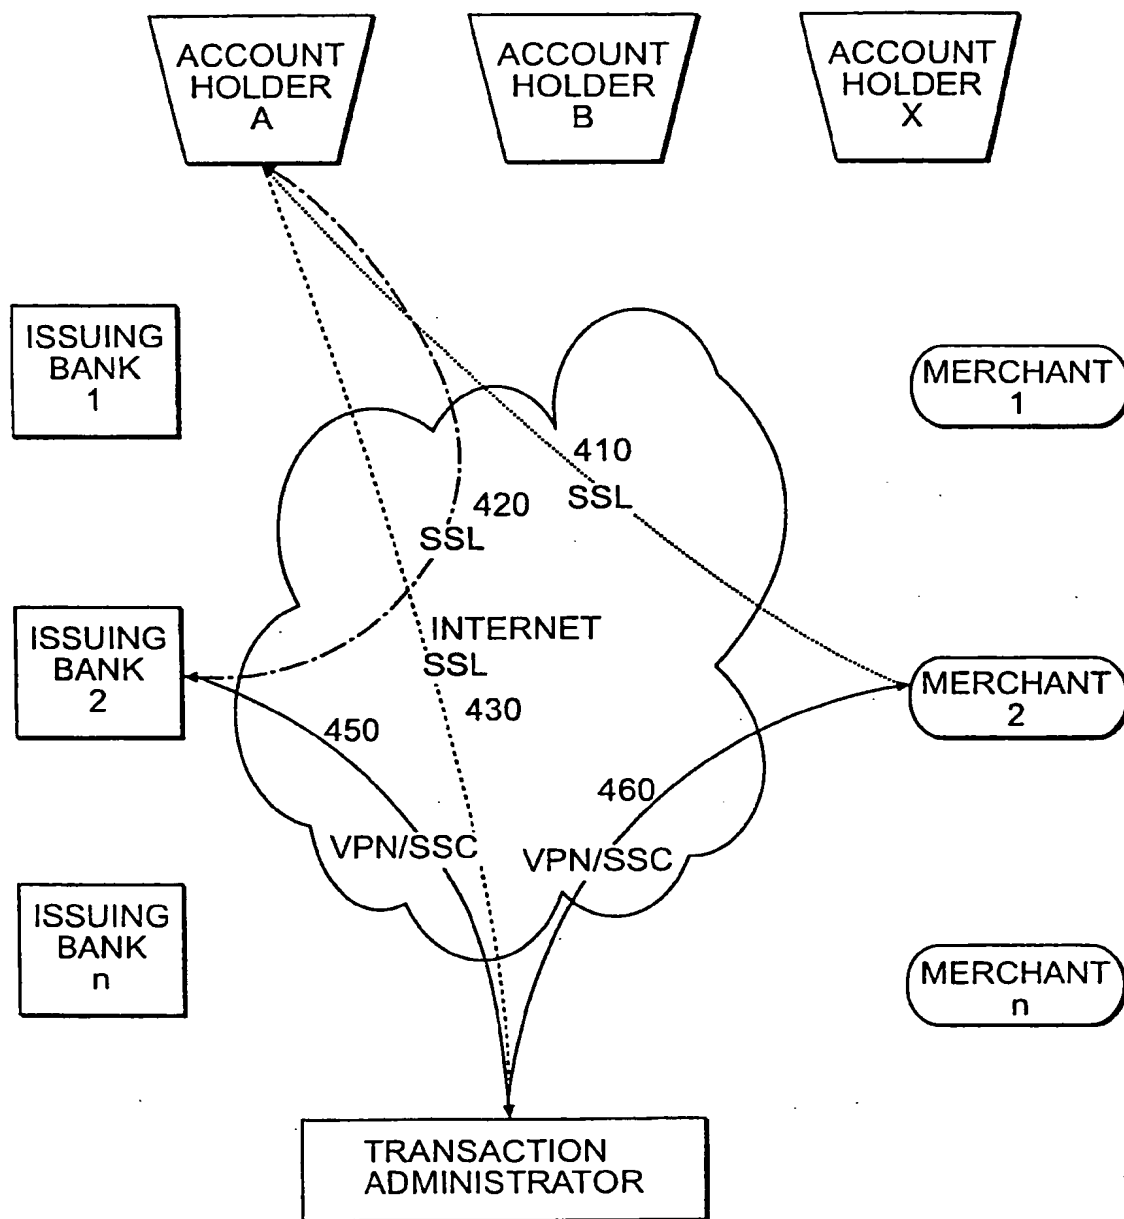 ACCOUNT
HOLDER
A
ACCOUNT
HOLDER
B
ACCOUNT
HOLDER
X
ISSUING
BANK
1
MERCHANT
1
410
SSL
420
SSL
ISSUING
BANK
2
INTERNET
SSL
430
450
MERCHANT
2
460
VPN/SSC
VPN/SSC
ISSUING
BANK
n
MERCHANT
n
TRANSACTION
ADMINISTRATOR